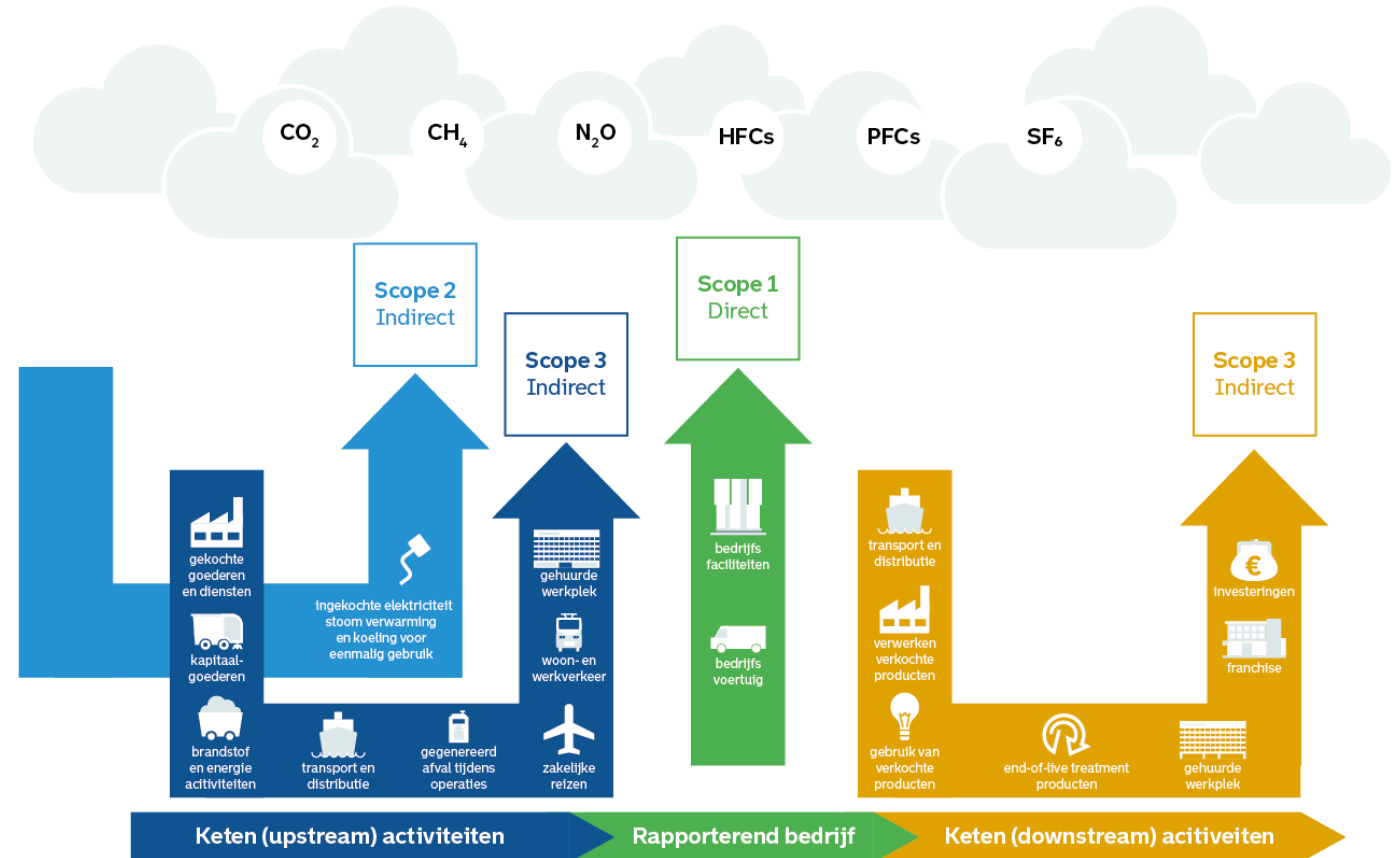 CO₂
CH₄
N₂O
HFCs
PFCs
SF₆
Scope 2
Indirect
Scope 3
Indirect
Scope 1
Direct
Scope 3
Indirect
gekochte
goederen
en diensten
kapitaal-
goederen
brandstof
en energie
acitiviteiten
transport en
distributie
gegenereerd
afval tijdens
operaties
zakelijke
reizen
woon- en
werkverkeer
gehuurde
werkplek
ingekochte elektriciteit
stoom verwarming
en koeling voor
eenmalig gebruik
bedrijfs
faciliteiten
bedrijfs
voertuig
transport en
distributie
verwerken
verkochte
producten
gebruik van
verkochte
producten
end-of-live treatment
producten
gehuurde
werkplek
franchise
€
investeringen
Keten (upstream) activiteiten
Rapporterend bedrijf
Keten (downstream) acitiveiten